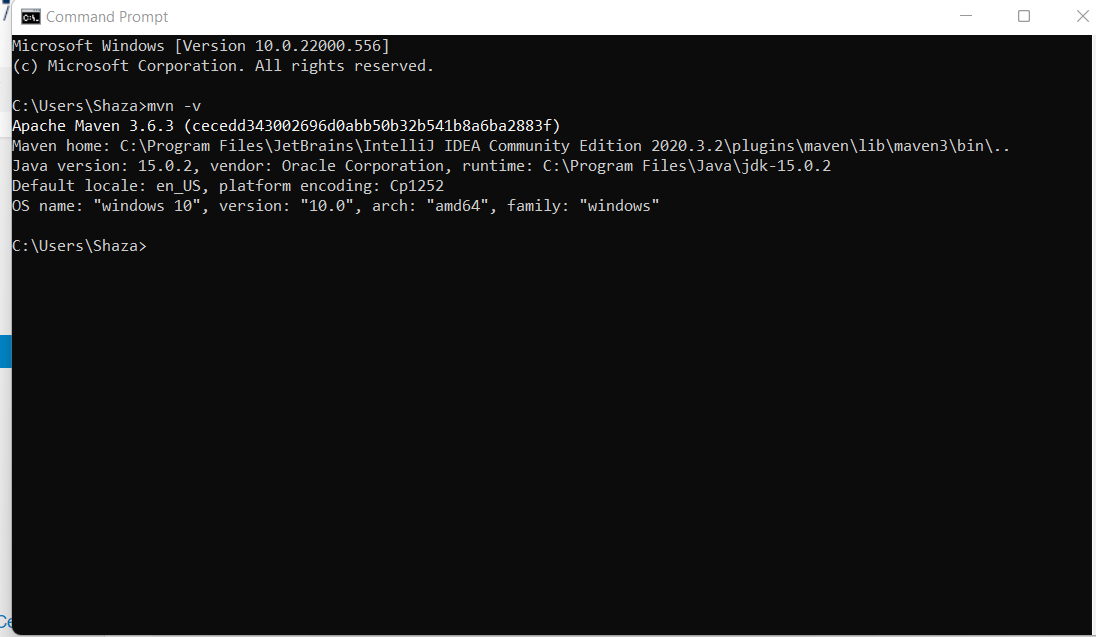 Command Prompt
Microsoft Windows [Version 10.0.22000.556]
(c) Microsoft Corporation. All rights reserved.
C:\Users\Shaza>mvn -v
Apache Maven 3.6.3 (cecedd343002696d0abb50b32b541b8a6ba2883f)
Maven home: C:\Program Files\JetBrains\IntelliJ IDEA Community Edition 2020.3.2\plugins\maven\lib\maven3\bin\..
Java version: 15.0.2, vendor: Oracle Corporation, runtime: C:\Program Files\Java\jdk-15.0.2
Default locale: en_US, platform encoding: Cp1252
OS name: "windows 10", version: "10.0", arch: "amd64", family: "windows"
C:\Users\Shaza>